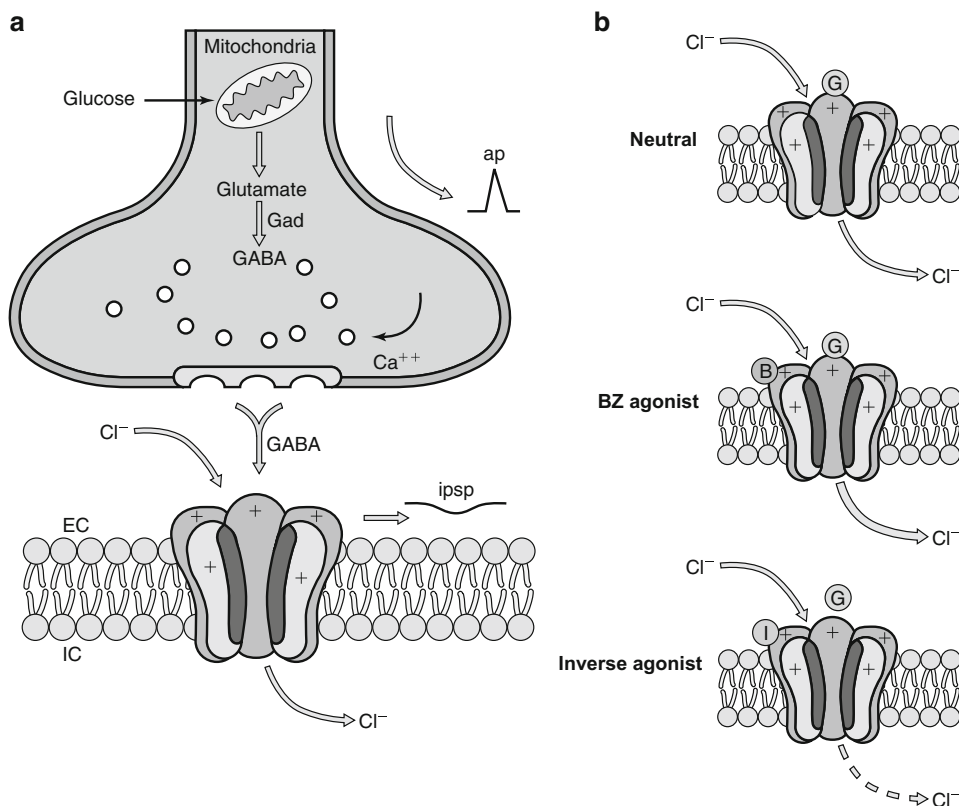 a
Mitochondria
Glucose
ap
Glutamate
Gad
GABA
Ca++
Cl−
GABA
ipsp
EC
IC
Cl−
b
Cl−
G
+ + +
Neutral
+ +
Cl−
Cl−
G
B + + +
BZ agonist
+ +
Cl−
Cl−
G
I + + +
Inverse agonist
+ +
Cl−
+ + +
+ +